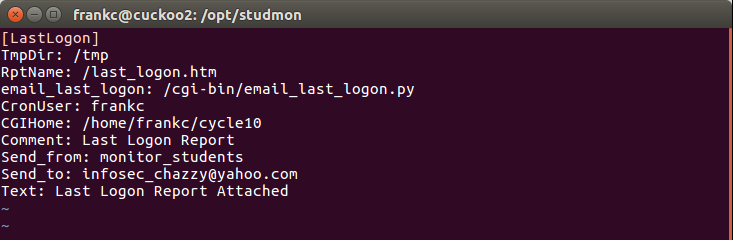 frankc@cuckoo2: /opt/studmon
[LastLogon]
TmpDir: /tmp
RptName: /last_logon.htm
email_last_logon: /cgi-bin/email_last_logon.py
CronUser: frankc
CGIHome: /home/frankc/cycle10
Comment: Last Logon Report
Send_from: monitor_students
Send_to: infosec_chazzy@yahoo.com
Text: Last Logon Report Attached
~
~